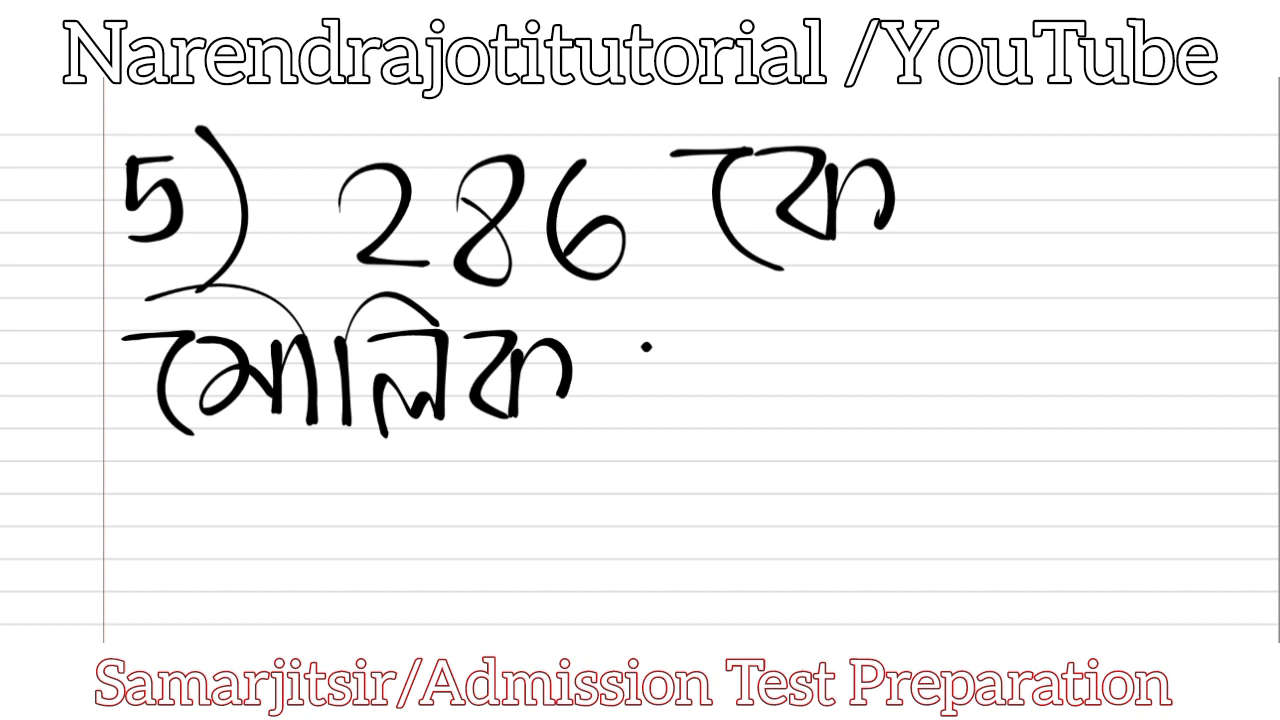 Narendrajotitutorial /YouTube
5) 286 কে
মৌলিক
Samarjitsir/Admission Test Preparation